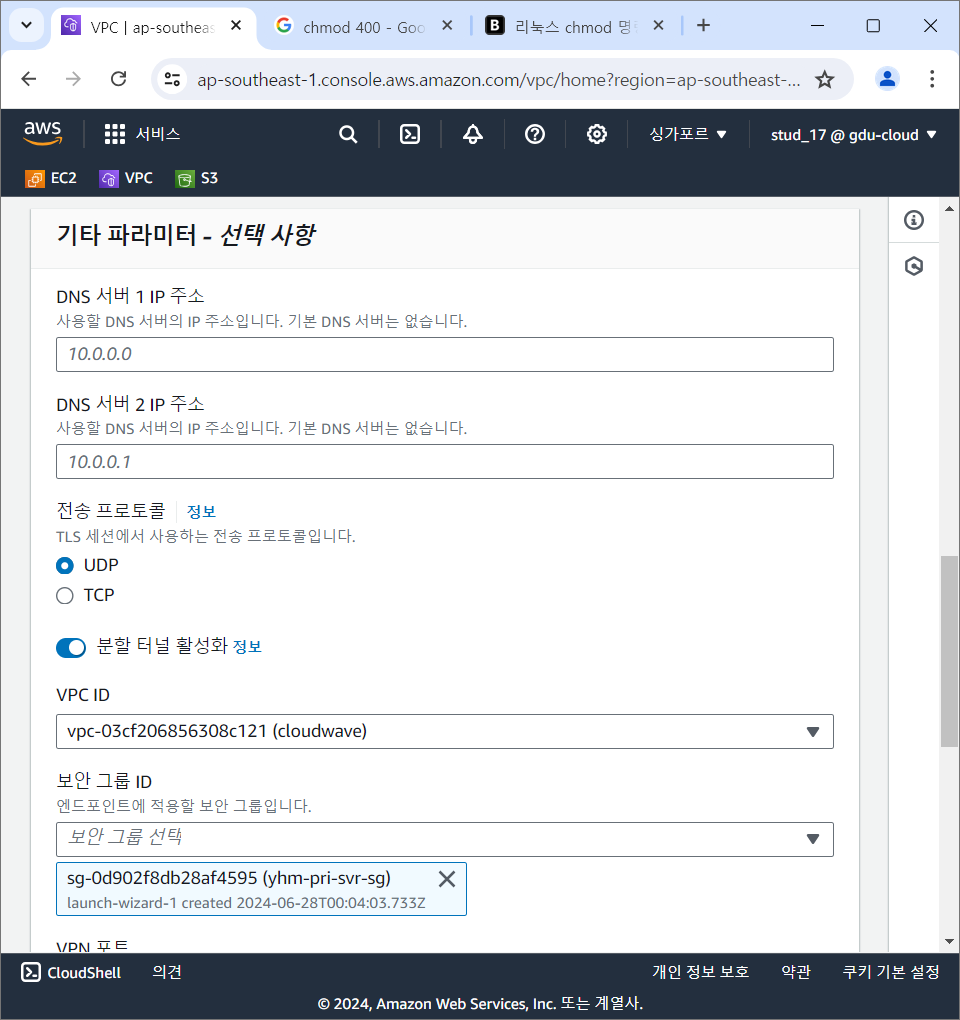 VPC | ap-southeas
chmod 400 - Goo
리눅스 chmod 명
ap-southeast-1.console.aws.amazon.com/vpc/home?region=ap-southeast-...
aws
서비스
싱가포르
stud_17 @ gdu-cloud
EC2
VPC
S3
기타 파라미터 - 선택 사항
DNS 서버 1 IP 주소
사용할 DNS 서버의 IP 주소입니다. 기본 DNS 서버는 없습니다.
10.0.0.0
DNS 서버 2 IP 주소
사용할 DNS 서버의 IP 주소입니다. 기본 DNS 서버는 없습니다.
10.0.0.1
전송 프로토콜 정보
TLS 세션에서 사용하는 전송 프로토콜입니다.
UDP
TCP
분할 터널 활성화 정보
VPC ID
vpc-03cf206856308c121 (cloudwave)
보안 그룹 ID
엔드포인트에 적용할 보안 그룹입니다.
보안 그룹 선택
sg-0d902f8db28af4595 (yhm-pri-svr-sg)
launch-wizard-1 created 2024-06-28T00:04:03.733Z
VPN 포트
CloudShell
의견
개인 정보 보호
약관
쿠키 기본 설정
© 2024, Amazon Web Services, Inc. 또는 계열사.